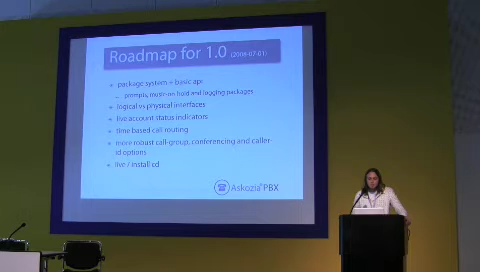 Roadmap for 1.0 (2008-07-01)
package system + basic api
prompts, music-on hold and logging packages
logical vs physical interfaces
live account status indicators
time based call routing
more robust call-group, conferencing and caller-
id options
live / install cd
Askozia PBX